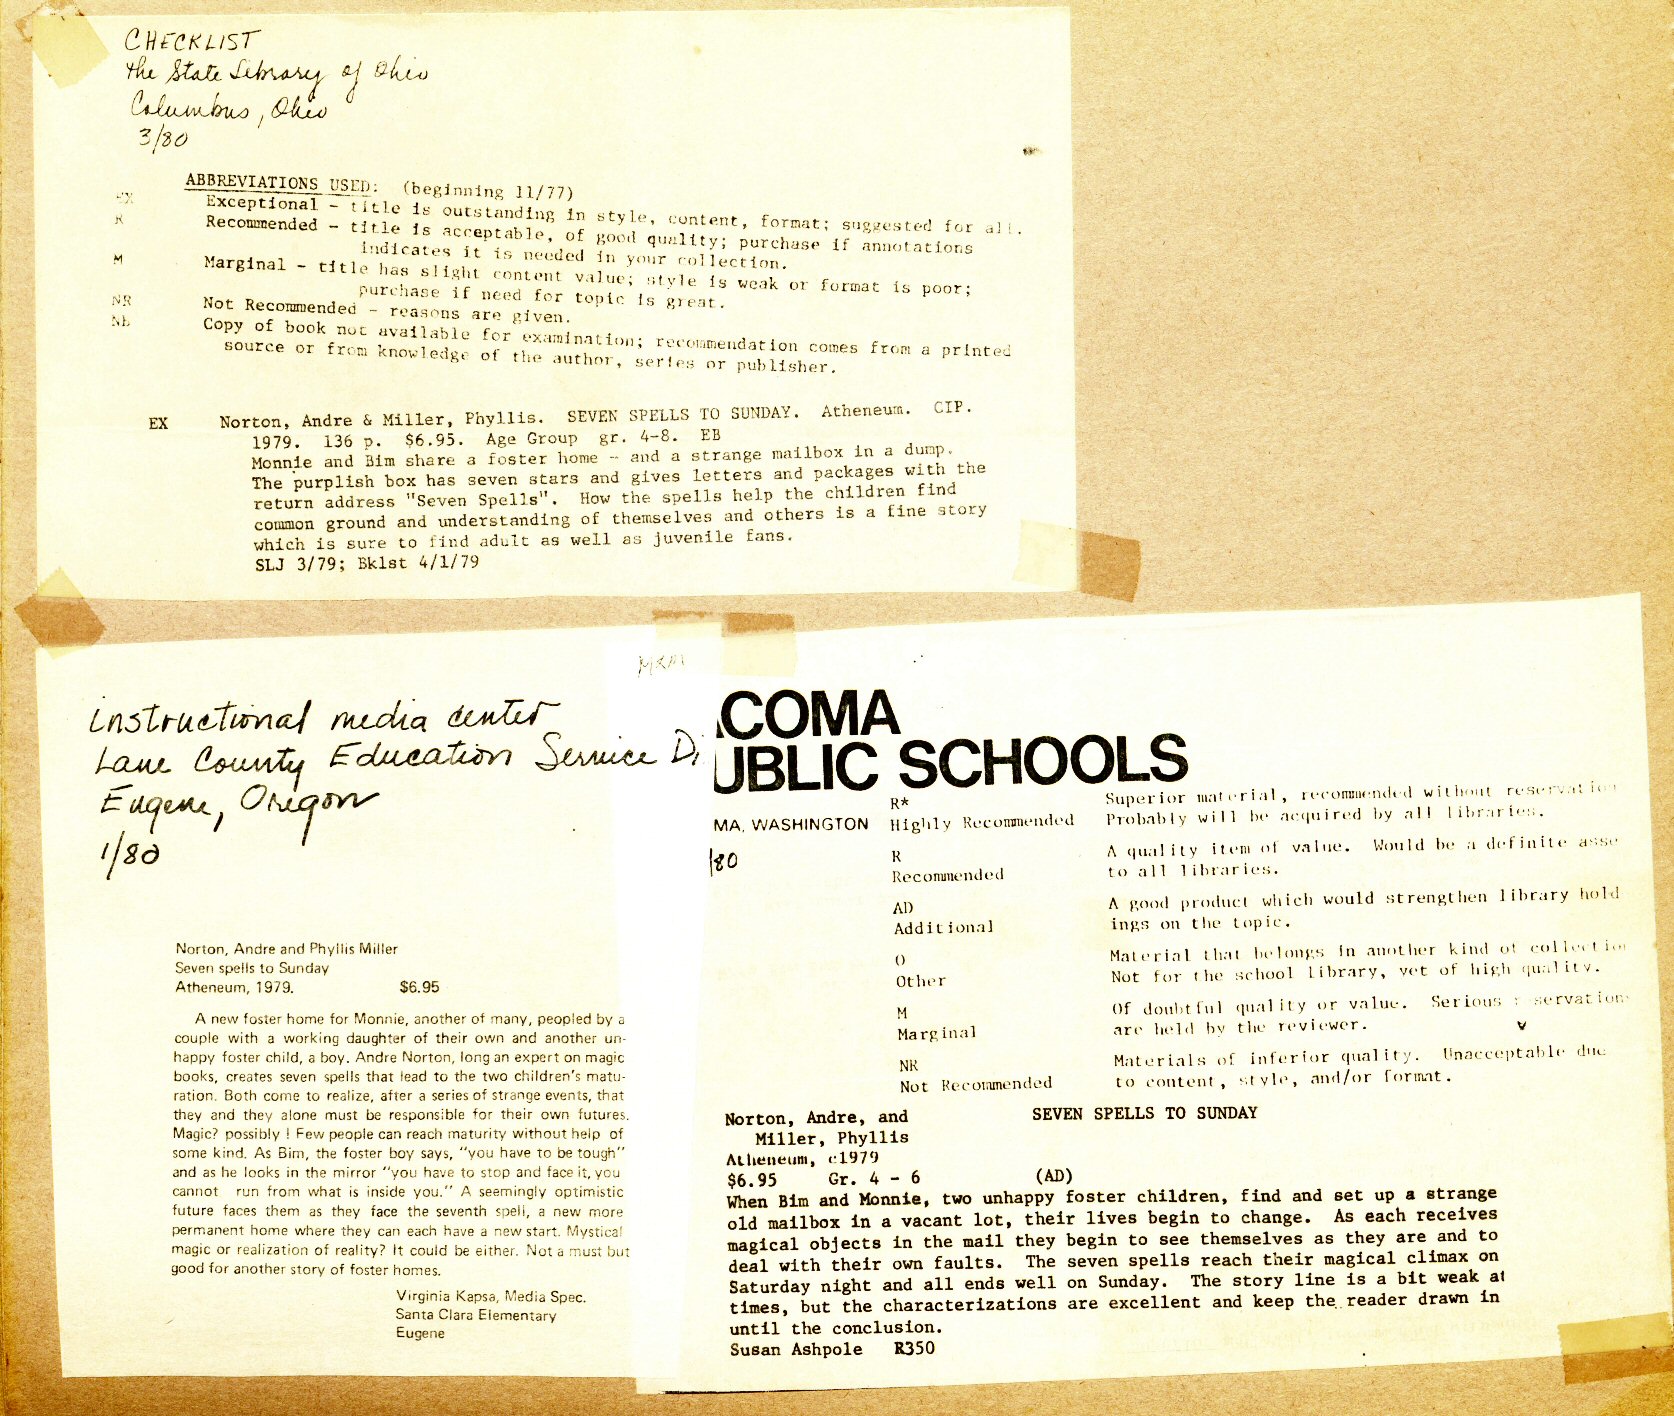 CHECKLIST
the State Library of Ohio
Columbus, Ohio
3/80
ABBREVIATIONS USED: (beginning 11/77)
EX Exceptional - title is outstanding in style, content, format; suggested for all.
R Recommended - title is acceptable, of good quality; purchase if annotations
indicates it is needed in your collection.
M Marginal - title has slight content value; style is weak or format is poor;
purchase if need for topic is great.
NR Not Recommended - reasons are given.
NE Copy of book not available for examination; recommendation comes from a printed
source or from knowledge of the author, series or publisher.
EX Norton, Andre & Miller, Phyllis. SEVEN SPELLS TO SUNDAY. Atheneum. CIP.
1979. 136 p. $6.95. Age Group gr. 4-8. EB
Monnie and Bim share a foster home - and a strange mailbox in a dump.
The purplish box has seven stars and gives letters and packages with the
return address "Seven Spells". How the spells help the children find
common ground and understanding of themselves and others is a fine story
which is sure to find adult as well as juvenile fans.
SLJ 3/79; Bklst 4/1/79
instructional media center
Lane County Education Service Di
Eugene, Oregon
1/80
Norton, Andre and Phyllis Miller
Seven spells to Sunday
Atheneum, 1979. $6.95
A new foster home for Monnie, another of many, peopled by a
couple with a working daughter of their own and another un-
happy foster child, a boy. Andre Norton, long an expert on magic
books, creates seven spells that lead to the two children's matu-
ration. Both come to realize, after a series of strange events, that
they and they alone must be responsible for their own futures.
Magic? possibly ! Few people can reach maturity without help of
some kind. As Bim, the foster boy says, "you have to be tough"
and as he looks in the mirror "you have to stop and face it, you
cannot run from what is inside you." A seemingly optimistic
future faces them as they face the seventh spell, a new more
permanent home where they can each have a new start. Mystical
magic or realization of reality? It could be either. Not a must but
good for another story of foster homes.
Virginia Kapsa, Media Spec.
Santa Clara Elementary
Eugene
COMA
UBLIC SCHOOLS
MA, WASHINGTON
/80
R* Superior material, recommended without reservation
Highly Recommended Probably will be acquired by all libraries.
R A quality item of value. Would be a definite asse
Recommended to all libraries.
AD A good product which would strengthen library hold
Additional ings on the topic.
O Material that belongs in another kind of collectio
Other Not for the school library, yet of high quality.
M Of doubtful quality or value. Serious reservation
Marginal are held by the reviewer.
NR Materials of inferior quality. Unacceptable due
Not Recommended to content, style, and/or format.
Norton, Andre, and SEVEN SPELLS TO SUNDAY
Miller, Phyllis
Atheneum, c1979
$6.95 Gr. 4 - 6 (AD)
When Bim and Monnie, two unhappy foster children, find and set up a strange
old mailbox in a vacant lot, their lives begin to change. As each receives
magical objects in the mail they begin to see themselves as they are and to
deal with their own faults. The seven spells reach their magical climax on
Saturday night and all ends well on Sunday. The story line is a bit weak at
times, but the characterizations are excellent and keep the reader drawn in
until the conclusion.
Susan Ashpole R350